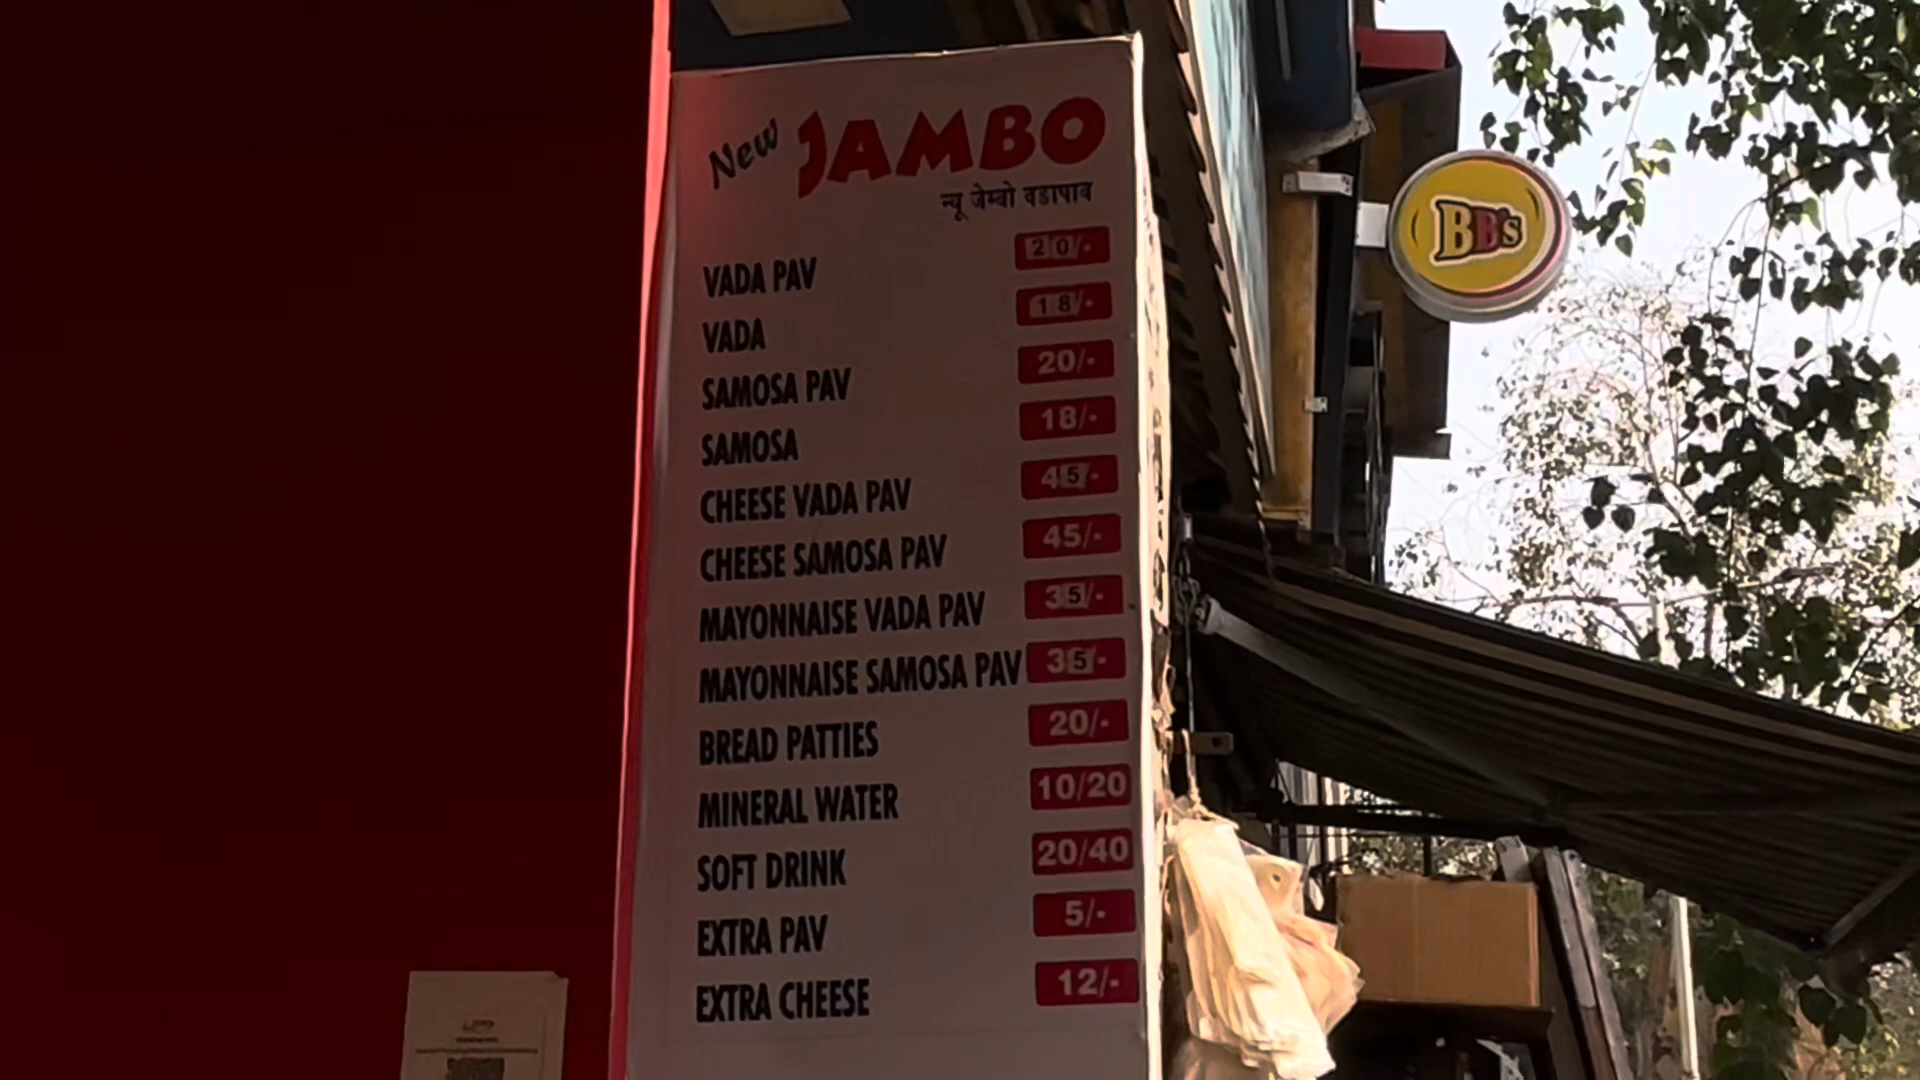 New JAMBO
न्यू जेम्बो वडापाव
VADA PAV 20/-
VADA 18/-
SAMOSA PAV 20/-
SAMOSA 18/-
CHEESE VADA PAV 45/-
CHEESE SAMOSA PAV 45/-
MAYONNAISE VADA PAV 35/-
MAYONNAISE SAMOSA PAV 35/-
BREAD PATTIES 20/-
MINERAL WATER 10/20
SOFT DRINK 20/40
EXTRA PAV 5/-
EXTRA CHEESE 12/-
BB's